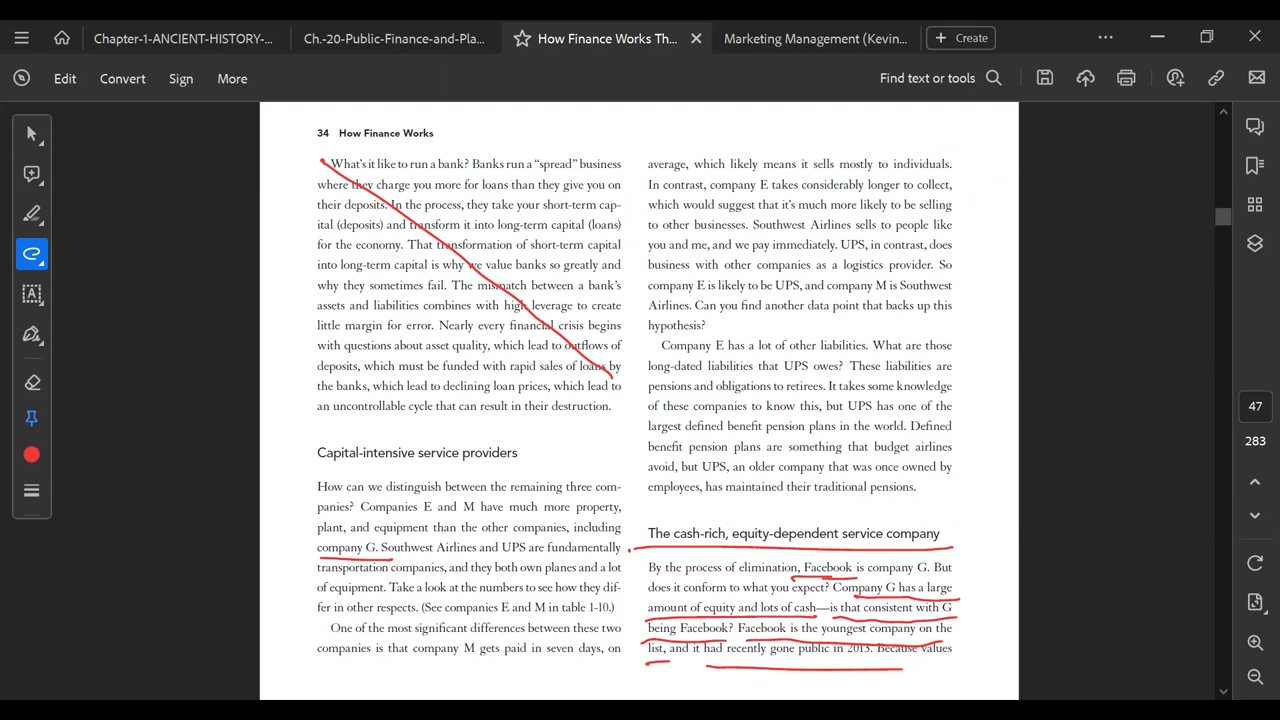 Chapter-1-ANCIENT-HISTORY-...
Ch.-20-Public-Finance-and-Pla...
How Finance Works Th...
Marketing Management (Kevin...
Create
Edit
Convert
Sign
More
Find text or tools
34 How Finance Works
What's it like to run a bank? Banks run a “spread” business
where they charge you more for loans than they give you on
their deposits. In the process, they take your short-term cap-
ital (deposits) and transform it into long-term capital (loans)
for the economy. That transformation of short-term capital
into long-term capital is why we value banks so greatly and
why they sometimes fail. The mismatch between a bank's
assets and liabilities combines with high leverage to create
little margin for error. Nearly every financial crisis begins
with questions about asset quality, which lead to outflows of
deposits, which must be funded with rapid sales of loans by
the banks, which lead to declining loan prices, which lead to
an uncontrollable cycle that can result in their destruction.
Capital-intensive service providers
How can we distinguish between the remaining three com-
panies? Companies E and M have much more property,
plant, and equipment than the other companies, including
company G. Southwest Airlines and UPS are fundamentally
transportation companies, and they both own planes and a lot
of equipment. Take a look at the numbers to see how they dif-
fer in other respects. (See companies E and M in table 1-10.)
One of the most significant differences between these two
companies is that company M gets paid in seven days, on
average, which likely means it sells mostly to individuals.
In contrast, company E takes considerably longer to collect,
which would suggest that it's much more likely to be selling
to other businesses. Southwest Airlines sells to people like
you and me, and we pay immediately. UPS, in contrast, does
business with other companies as a logistics provider. So
company E is likely to be UPS, and company M is Southwest
Airlines. Can you find another data point that backs up this
hypothesis?
Company E has a lot of other liabilities. What are those
long-dated liabilities that UPS owes? These liabilities are
pensions and obligations to retirees. It takes some knowledge
of these companies to know this, but UPS has one of the
largest defined benefit pension plans in the world. Defined
benefit pension plans are something that budget airlines
avoid, but UPS, an older company that was once owned by
employees, has maintained their traditional pensions.
The cash-rich, equity-dependent service company
By the process of elimination, Facebook is company G. But
does it conform to what you expect? Company G has a large
amount of equity and lots of cash—is that consistent with G
being Facebook? Facebook is the youngest company on the
list, and it had recently gone public in 2013. Because values
47
283